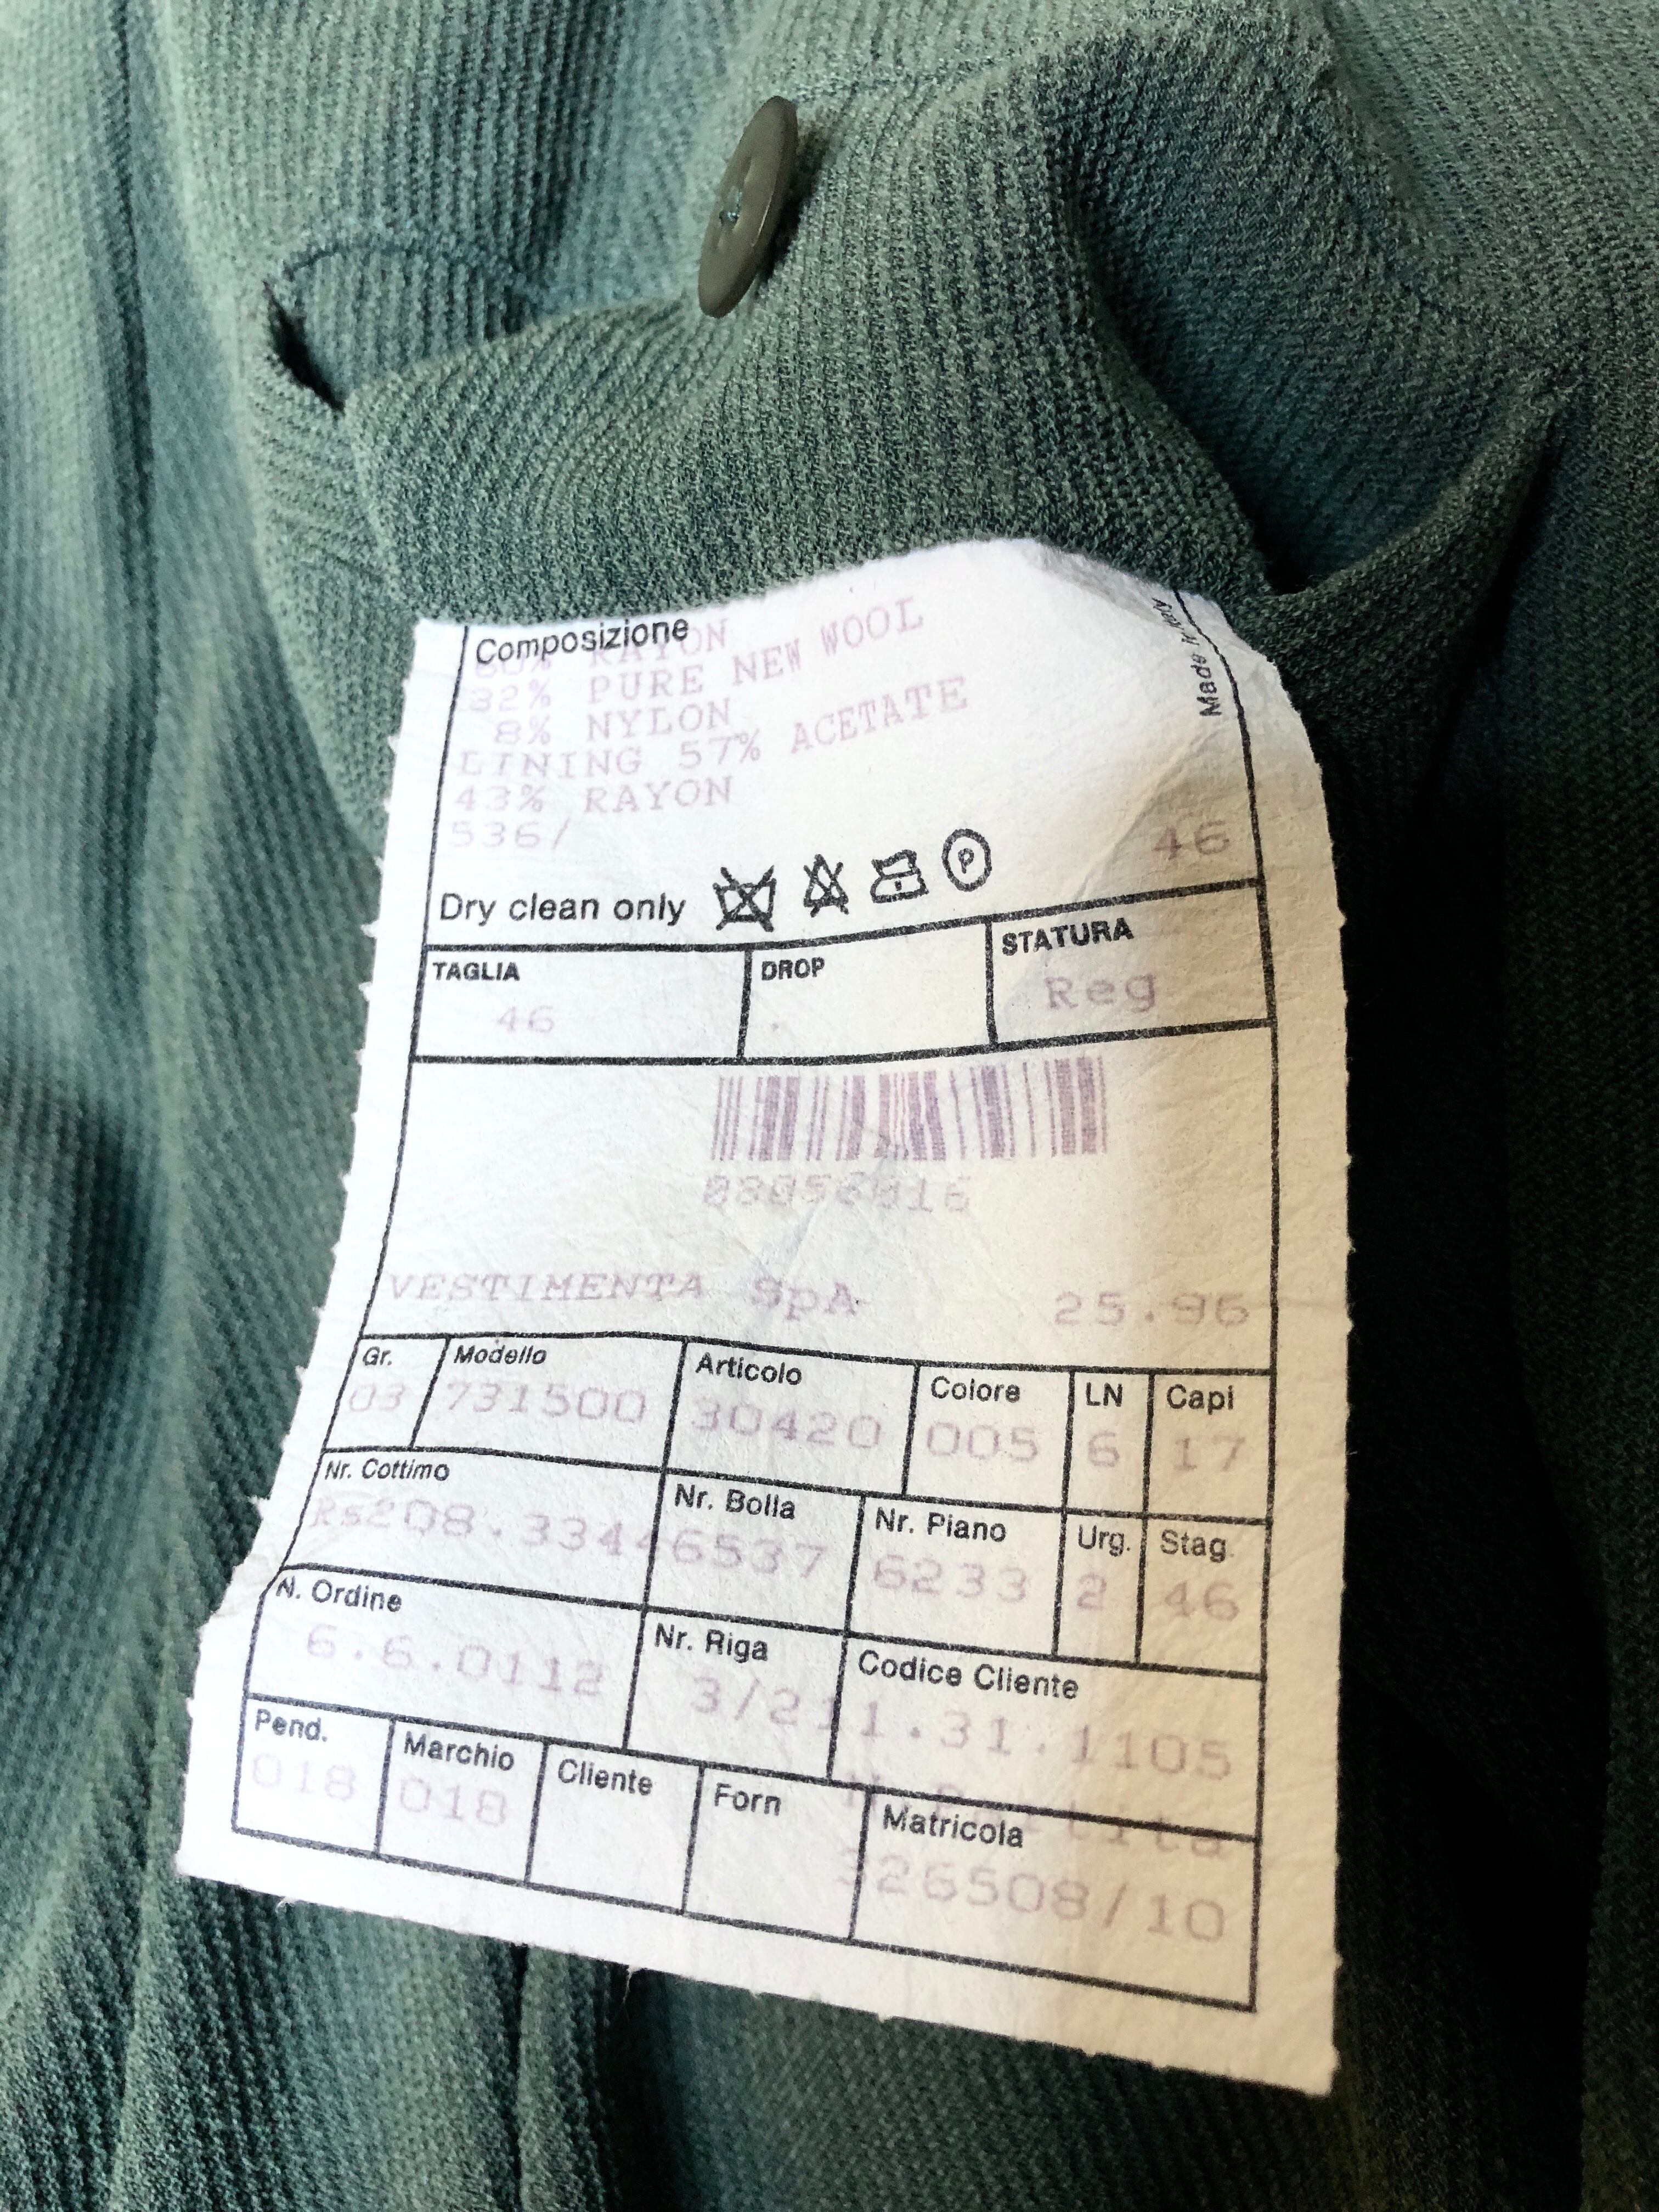 Composizione
60% RAYON
32% PURE NEW WOOL
8% NYLON
LINING 57% ACETATE
43% RAYON
536/
46
Made in Italy
Dry clean only
P
TAGLIA DROP STATURA
46 Reg
VESTIMENTA SpA 25.96
Gr. Modello Articolo Colore LN Capi
03 731500 30420 005 6 17
Nr. Cottimo Nr. Bolla Nr. Piano Urg. Stag.
Rs208.33446537 6233 2 46
N. Ordine Nr. Riga Codice Cliente
6.6.0112 3/211.31.1105
Pend. Marchio Cliente Forn Matricola
018 018 326508/10